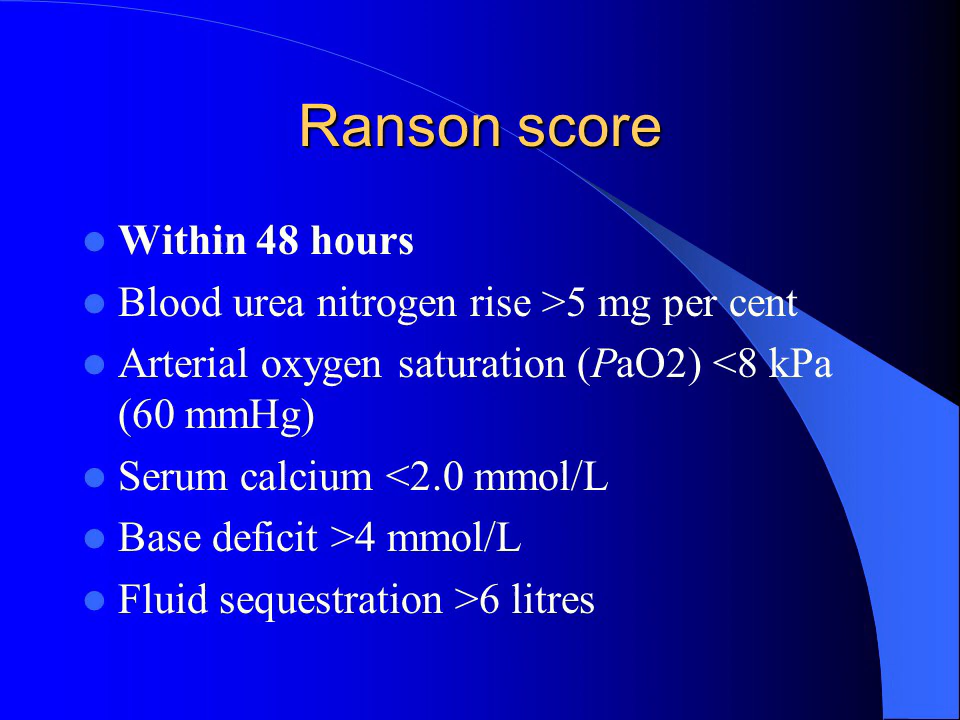 Ranson score
Within 48 hours
Blood urea nitrogen rise >5 mg per cent
Arterial oxygen saturation (PaO2) <8 kPa
(60 mmHg)
Serum calcium <2.0 mmol/L
Base deficit >4 mmol/L
Fluid sequestration >6 litres